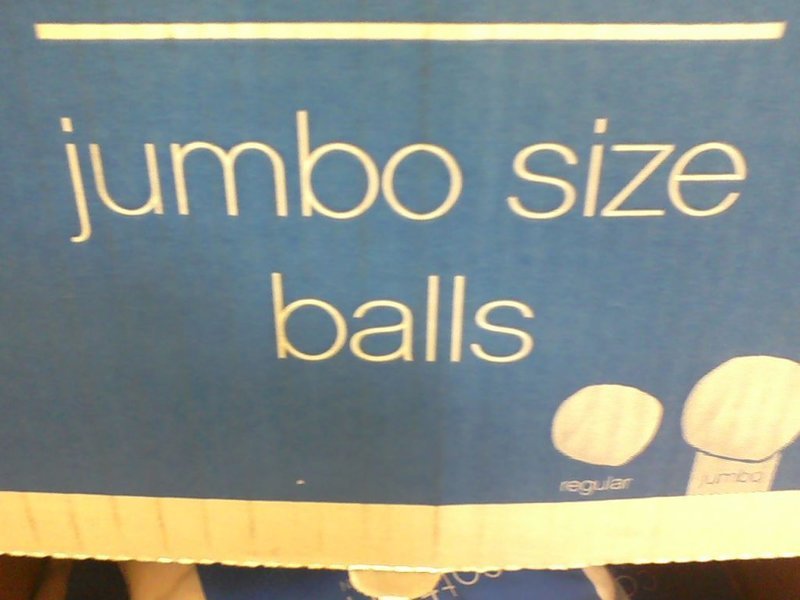 jumbo size
balls
regular
jumbo